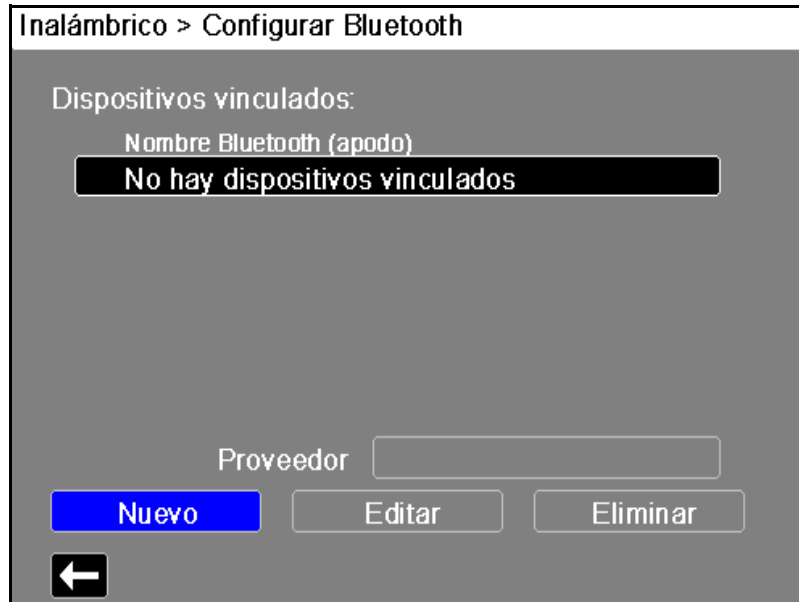 Inalámbrico > Configurar Bluetooth
Dispositivos vinculados:
Nombre Bluetooth (apodo)
No hay dispositivos vinculados
Proveedor
Nuevo Editar Eliminar